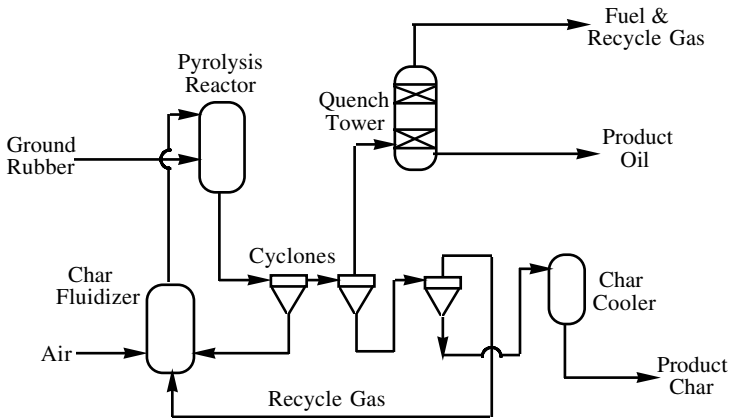 Fuel &
Recycle Gas
Pyrolysis
Reactor
Quench
Tower
Ground
Rubber
Product
Oil
Cyclones
Char
Fluidizer
Char
Cooler
Air
Product
Char
Recycle Gas